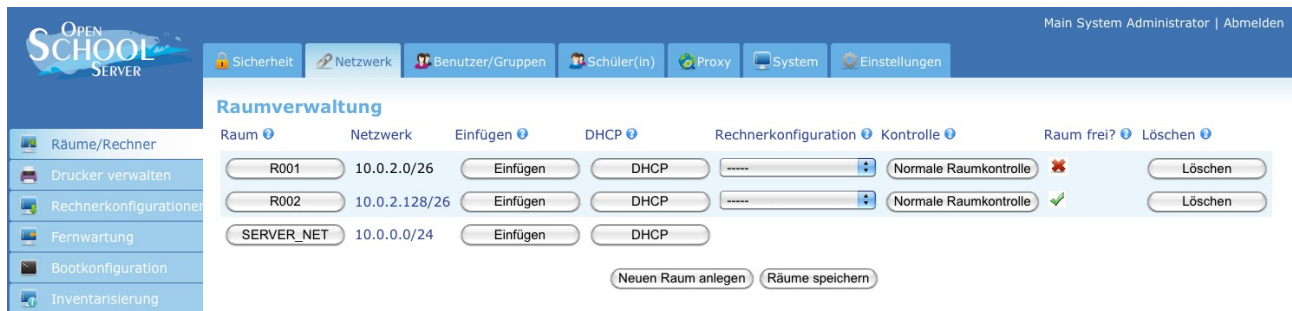 Main System Administrator | Abmelden
OPEN
SCHOOL
SERVER
Sicherheit Netzwerk Benutzer/Gruppen Schüler(in) Proxy System Einstellungen
Raumverwaltung
Raum Netzwerk Einfügen DHCP Rechnerkonfiguration Kontrolle Raum frei? Löschen
R001 10.0.2.0/26 Einfügen DHCP ----- Normale Raumkontrolle Löschen
R002 10.0.2.128/26 Einfügen DHCP ----- Normale Raumkontrolle Löschen
SERVER_NET 10.0.0.0/24 Einfügen DHCP
Neuen Raum anlegen Räume speichern
Räume/Rechner
Drucker verwalten
Rechnerkonfigurationen
Fernwartung
Bootkonfiguration
Inventarisierung